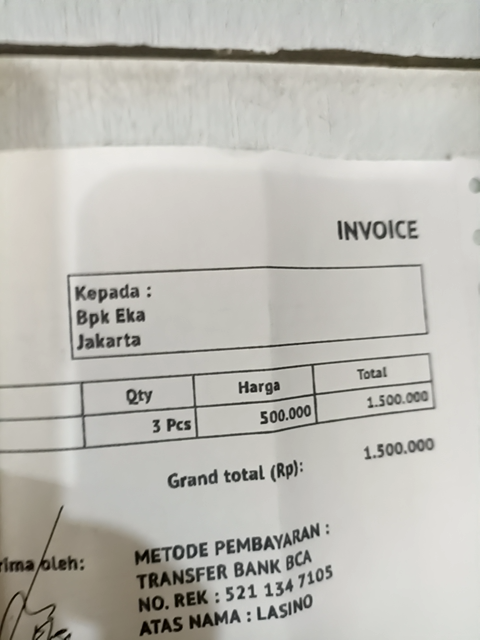 INVOICE
Kepada :
Bpk Eka
Jakarta
Qty Harga Total
3 Pcs 500.000 1.500.000
Grand total (Rp): 1.500.000
rima oleh:
METODE PEMBAYARAN :
TRANSFER BANK BCA
NO. REK : 521 134 7105
ATAS NAMA : LASINO